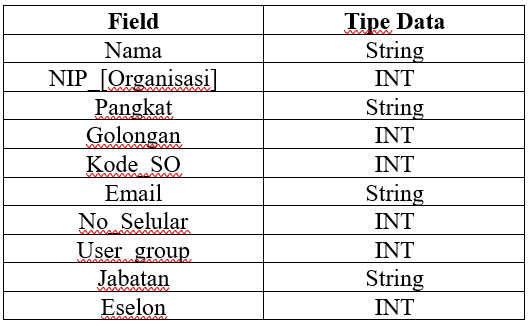 Field Tipe Data
Nama String
NIP_[Organisasi] INT
Pangkat String
Golongan INT
Kode_SO INT
Email String
No_Selular INT
User_group INT
Jabatan String
Eselon INT